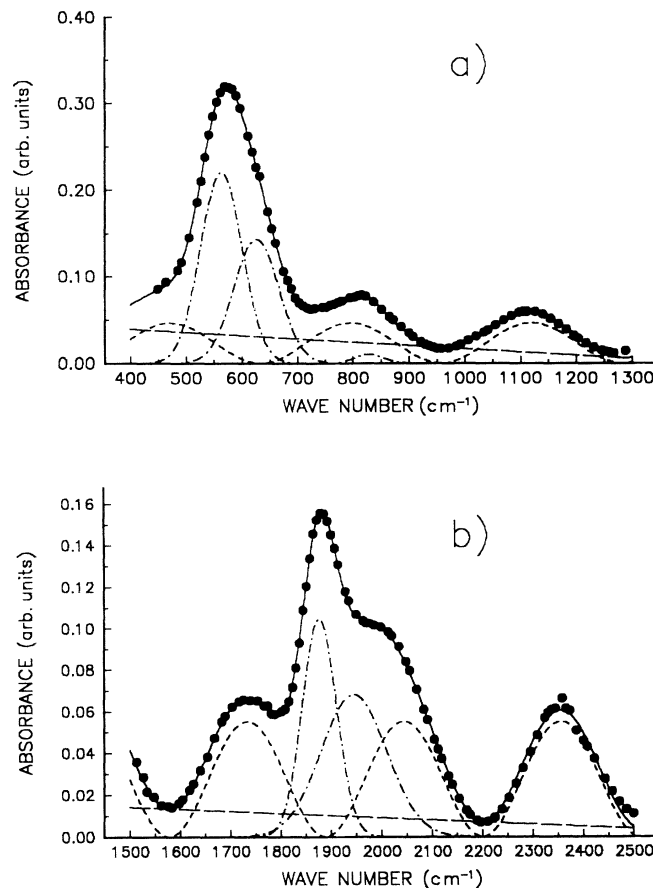 0.40
a)
0.30
0.20
0.10
0.00
ABSORBANCE (arb. units)
400 500 600 700 800 900 1000 1100 1200 1300
WAVE NUMBER (cm⁻¹)
0.16
b)
0.14
0.12
0.10
0.08
0.06
0.04
0.02
0.00
ABSORBANCE (arb. units)
1500 1600 1700 1800 1900 2000 2100 2200 2300 2400 2500
WAVE NUMBER (cm⁻¹)